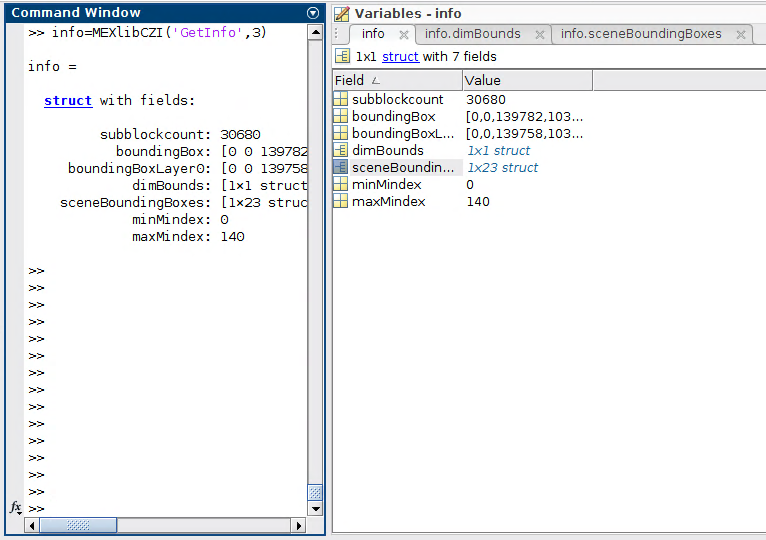 Command Window
>> info=MEXlibCZI('GetInfo',3)
info =
struct with fields:
subblockcount: 30680
boundingBox: [0 0 139782
boundingBoxLayer0: [0 0 139758
dimBounds: [1×1 struct
sceneBoundingBoxes: [1×23 struc
minMindex: 0
maxMindex: 140
>>
>>
>>
>>
>>
>>
>>
>>
>>
>>
>>
>>
>>
>>
fx >>
Variables - info
info info.dimBounds info.sceneBoundingBoxes
1x1 struct with 7 fields
Field Value
subblockcount 30680
boundingBox [0,0,139782,103...
boundingBoxL... [0,0,139758,103...
dimBounds 1x1 struct
sceneBoundin... 1x23 struct
minMindex 0
maxMindex 140